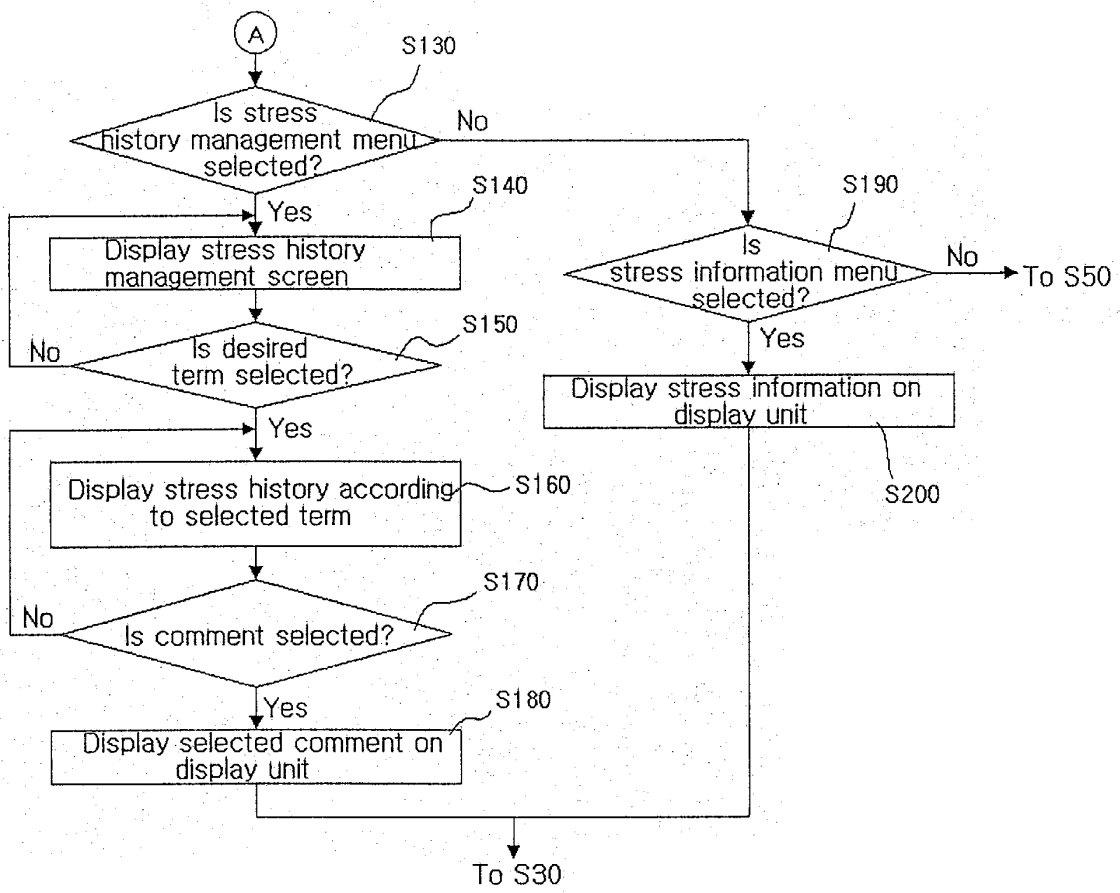 A
S130
Is stress
history management menu
selected?
No
Yes
S140
Display stress history
management screen
S190
Is
stress information menu
selected?
No
To S50
S150
No
Is desired
term selected?
Yes
Yes
Display stress information on
display unit
S200
Display stress history according
to selected term
S160
S170
No
Is comment selected?
Yes
S180
Display selected comment on
display unit
To S30